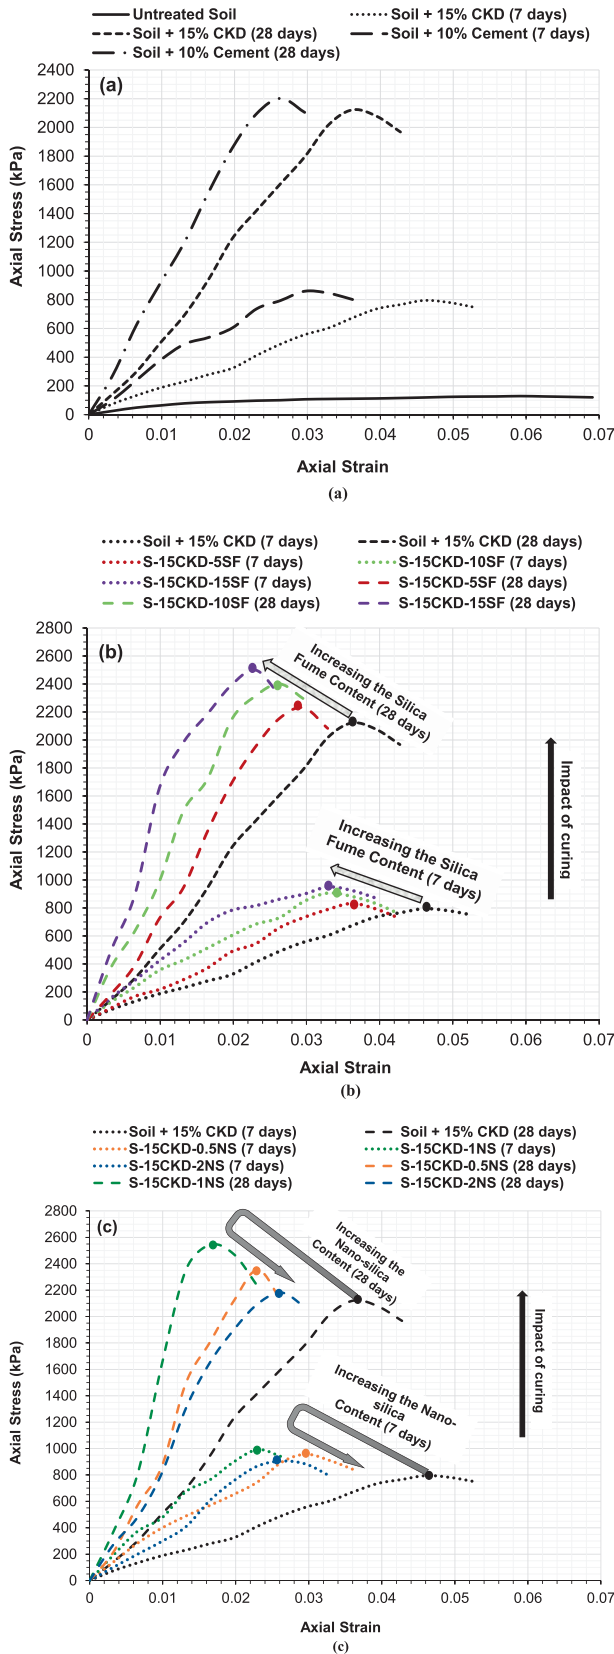 Untreated Soil
Soil + 15% CKD (7 days)
Soil + 15% CKD (28 days)
Soil + 10% Cement (7 days)
Soil + 10% Cement (28 days)
2400
2200
2000
1800
1600
1400
1200
1000
800
600
400
200
0
Axial Stress (kPa)
(a)
0 0.01 0.02 0.03 0.04 0.05 0.06 0.07
Axial Strain
(a)
Soil + 15% CKD (7 days)
Soil + 15% CKD (28 days)
S-15CKD-5SF (7 days)
S-15CKD-10SF (7 days)
S-15CKD-15SF (7 days)
S-15CKD-5SF (28 days)
S-15CKD-10SF (28 days)
S-15CKD-15SF (28 days)
2800
2600
2400
2200
2000
1800
1600
1400
1200
1000
800
600
400
200
0
Axial Stress (kPa)
(b)
Increasing the Silica
Fume Content (28 days)
Increasing the Silica
Fume Content (7 days)
Impact of curing
0 0.01 0.02 0.03 0.04 0.05 0.06 0.07
Axial Strain
(b)
Soil + 15% CKD (7 days)
Soil + 15% CKD (28 days)
S-15CKD-0.5NS (7 days)
S-15CKD-1NS (7 days)
S-15CKD-2NS (7 days)
S-15CKD-0.5NS (28 days)
S-15CKD-1NS (28 days)
S-15CKD-2NS (28 days)
2800
2600
2400
2200
2000
1800
1600
1400
1200
1000
800
600
400
200
0
Axial Stress (kPa)
(c)
Increasing the
Nano-silica
Content (28 days)
Increasing the Nano-
silica
Content (7 days)
Impact of curing
0 0.01 0.02 0.03 0.04 0.05 0.06 0.07
Axial Strain
(c)